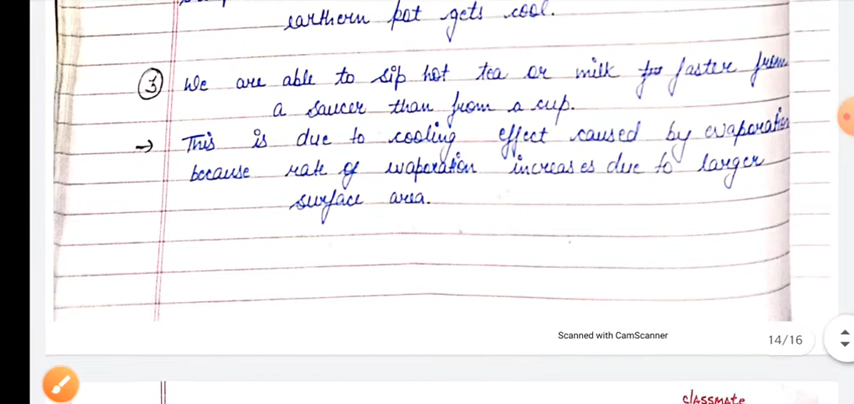 earthern pot gets cool.
③ We are able to sip hot tea or milk faster from
a saucer than from a cup.
→ This is due to cooling effect caused by evaporation
because rate of evaporation increases due to larger
surface area.
Scanned with CamScanner
14/16
classmate